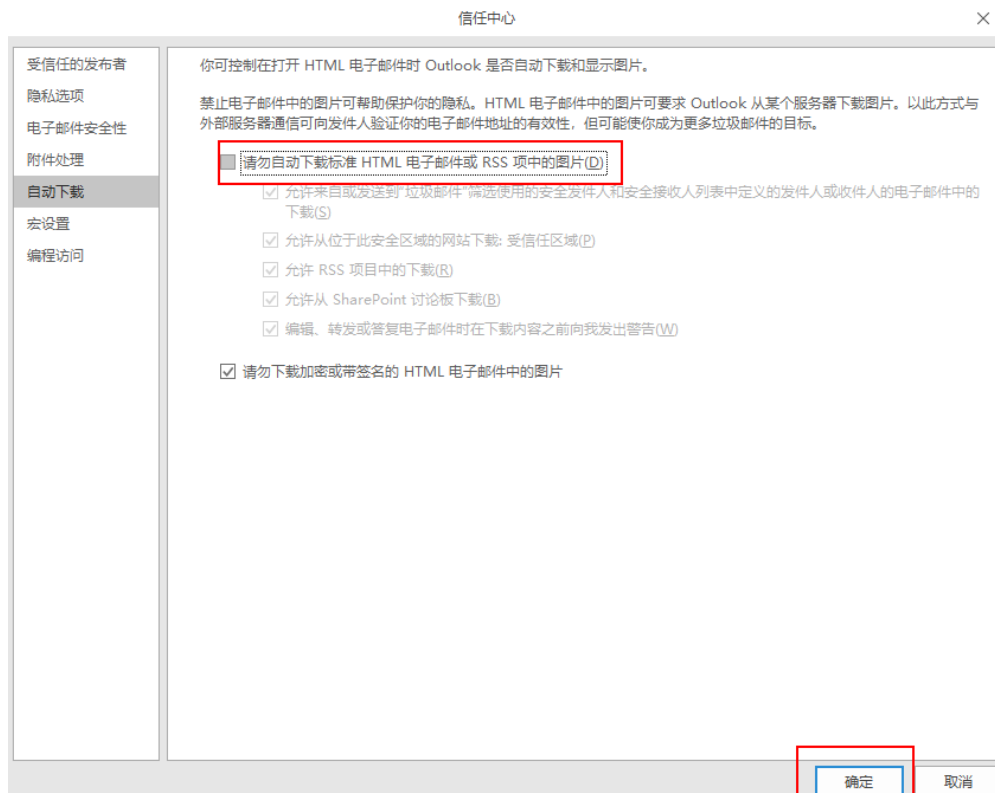 信任中心
受信任的发布者
隐私选项
电子邮件安全性
附件处理
自动下载
宏设置
编程访问
你可控制在打开 HTML 电子邮件时 Outlook 是否自动下载和显示图片。
禁止电子邮件中的图片可帮助保护你的隐私。HTML 电子邮件中的图片可要求 Outlook 从某个服务器下载图片。以此方式与
外部服务器通信可向发件人验证你的电子邮件地址的有效性，但可能使你成为更多垃圾邮件的目标。
请勿自动下载标准 HTML 电子邮件或 RSS 项中的图片(D)
允许来自或发送到“垃圾邮件”筛选使用的安全发件人和安全接收人列表中定义的发件人或收件人的电子邮件中的
下载(S)
允许从位于此安全区域的网站下载: 受信任区域(P)
允许 RSS 项目中的下载(R)
允许从 SharePoint 讨论板下载(B)
编辑、转发或答复电子邮件时在下载内容之前向我发出警告(W)
请勿下载加密或带签名的 HTML 电子邮件中的图片
确定
取消